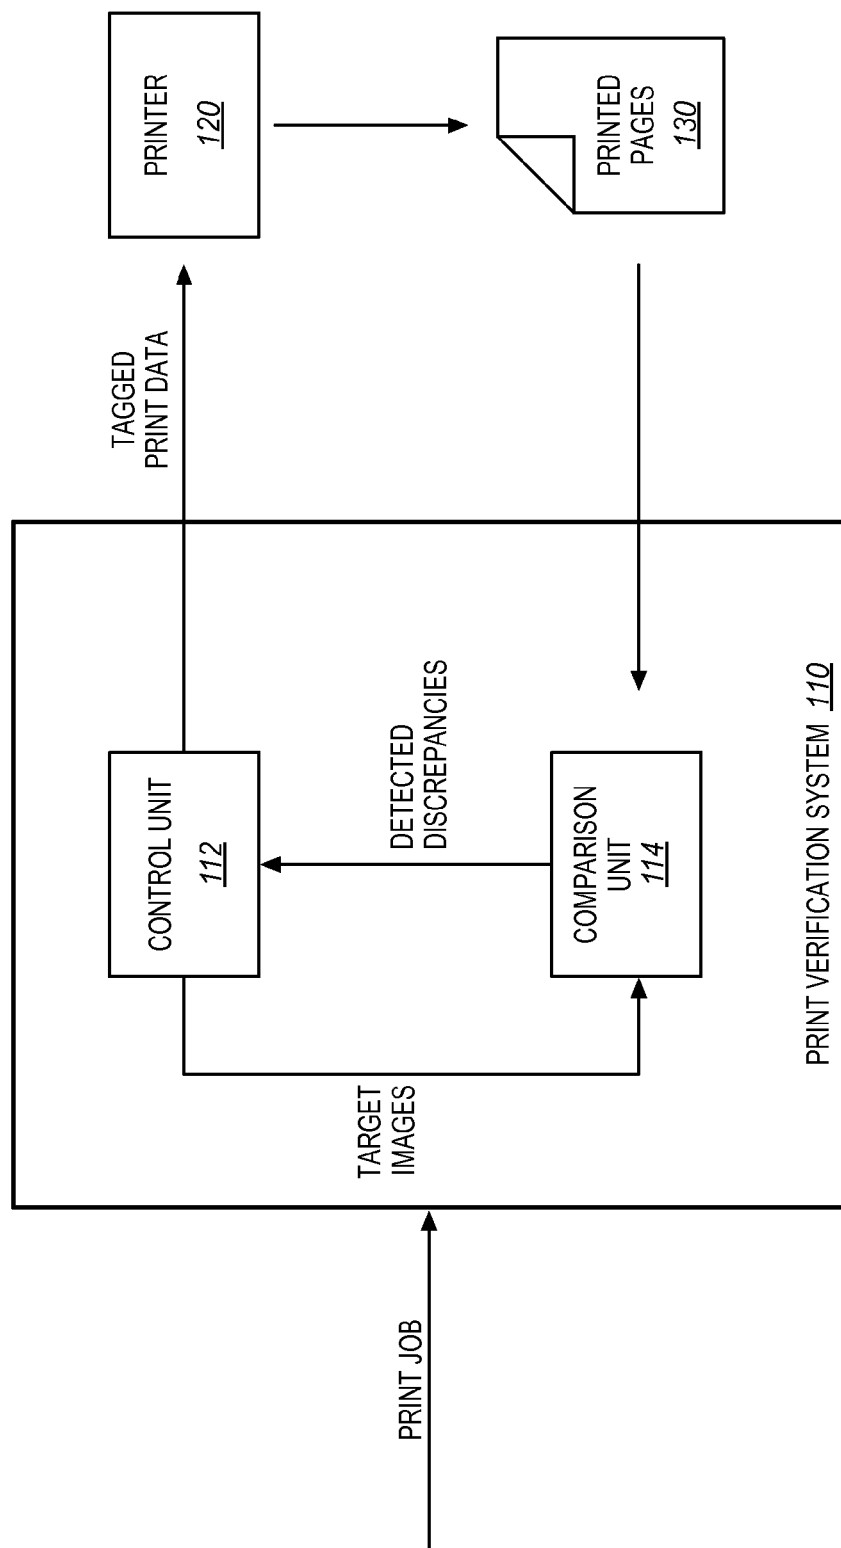 PRINT JOB
TARGET
IMAGES
CONTROL UNIT
112
DETECTED
DISCREPANCIES
COMPARISON
UNIT
114
PRINT VERIFICATION SYSTEM 110
TAGGED
PRINT DATA
PRINTER
120
PRINTED
PAGES
130